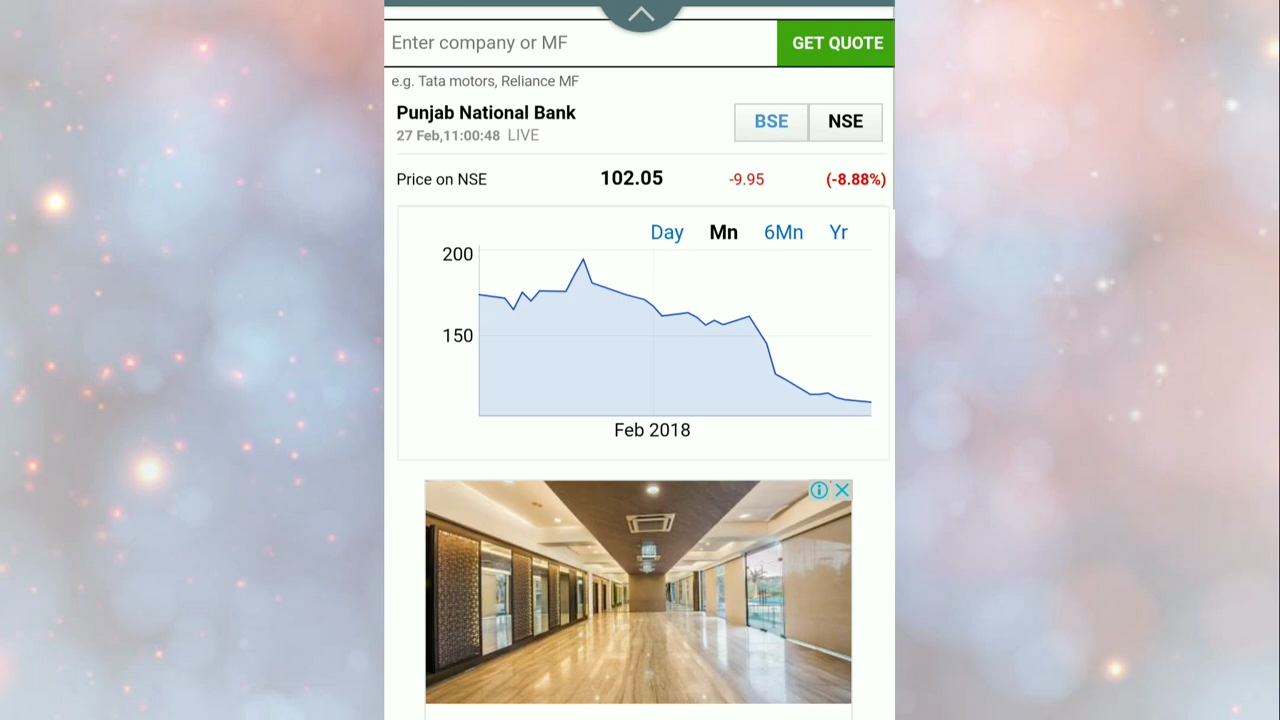 Enter company or MF GET QUOTE
e.g. Tata motors, Reliance MF
Punjab National Bank BSE NSE
27 Feb,11:00:48 LIVE
Price on NSE 102.05 -9.95 (-8.88%)
Day Mn 6Mn Yr
200
150
Feb 2018